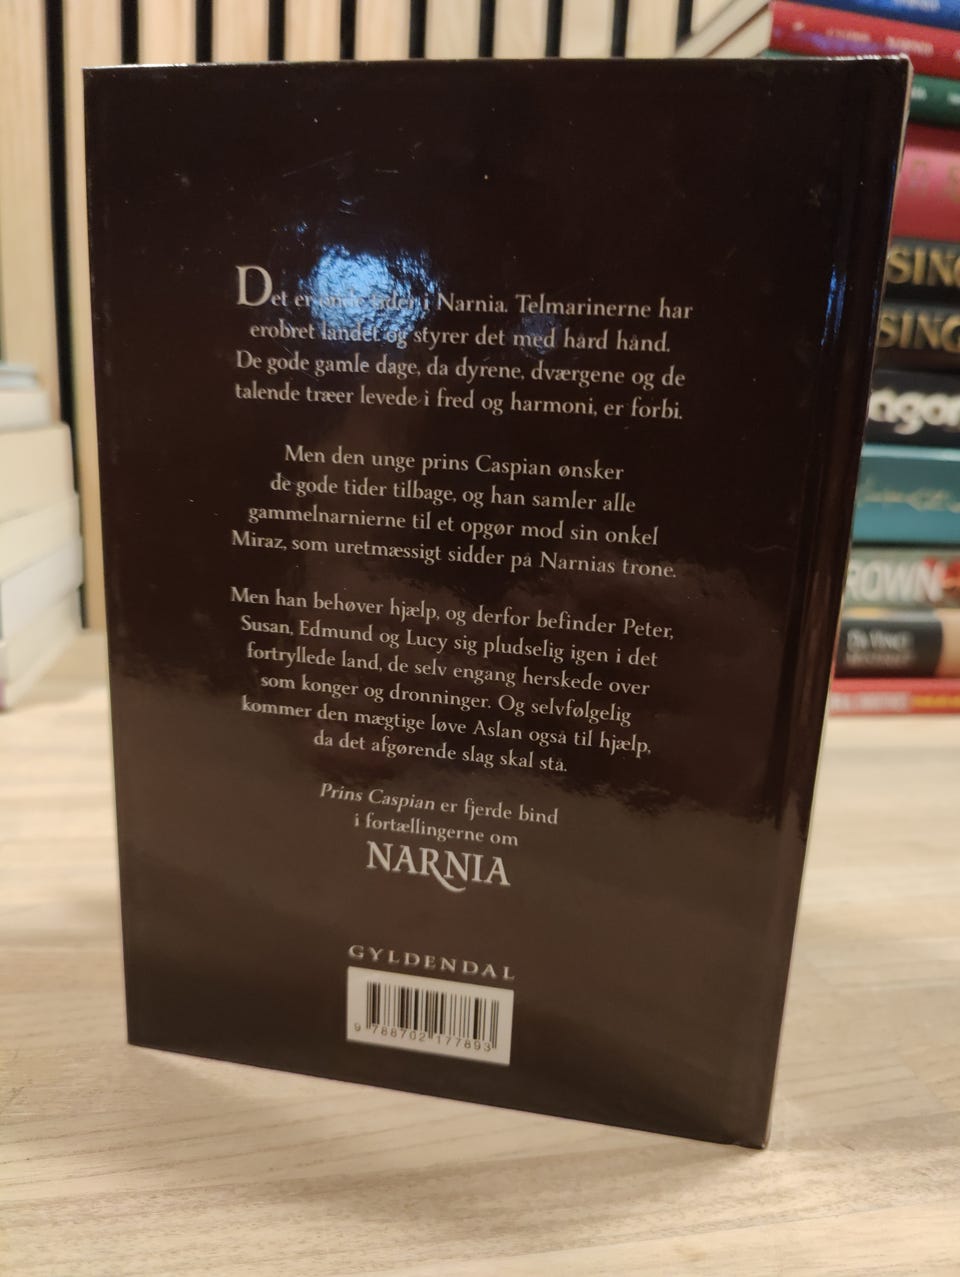 Det er onde tider i Narnia. Telmarinerne har
erobret landet og styrer det med hård hånd.
De gode gamle dage, da dyrene, dværgene og de
talende træer levede i fred og harmoni, er forbi.
Men den unge prins Caspian ønsker
de gode tider tilbage, og han samler alle
gammelnarnierne til et opgør mod sin onkel
Miraz, som uretmæssigt sidder på Narnias trone.
Men han behøver hjælp, og derfor befinder Peter,
Susan, Edmund og Lucy sig pludselig igen i det
fortryllede land, de selv engang herskede over
som konger og dronninger. Og selvfølgelig
kommer den mægtige løve Aslan også til hjælp,
da det afgørende slag skal stå.
Prins Caspian er fjerde bind
i fortællingerne om
NARNIA
GYLDENDAL
9 788702 177893
SING
SING
agon
ROWN